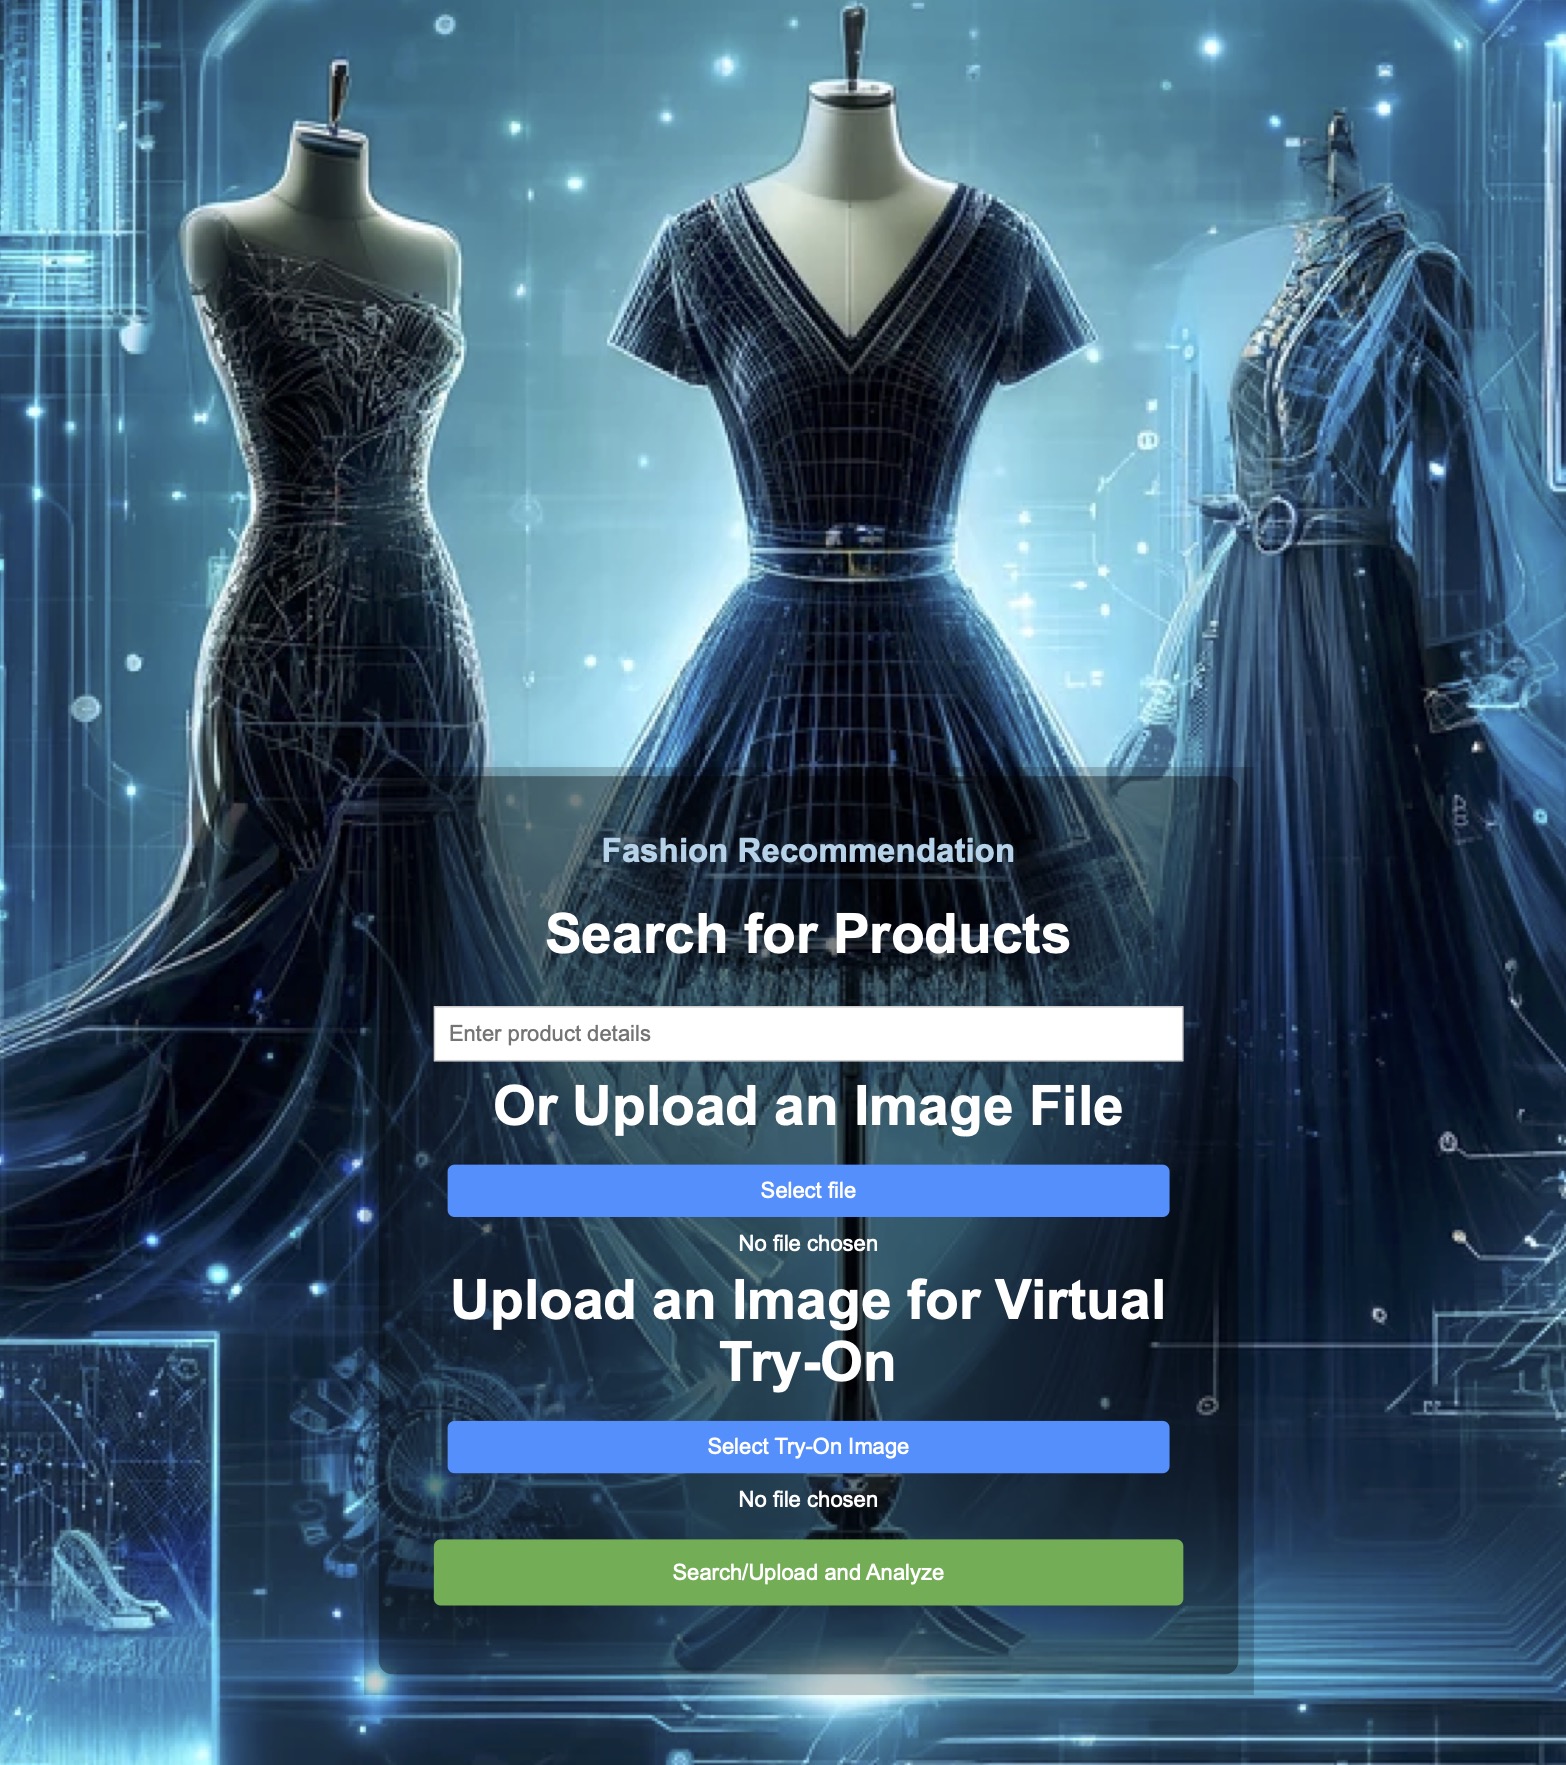 Fashion Recommendation
Search for Products
Enter product details
Or Upload an Image File
Select file
No file chosen
Upload an Image for Virtual
Try-On
Select Try-On Image
No file chosen
Search/Upload and Analyze